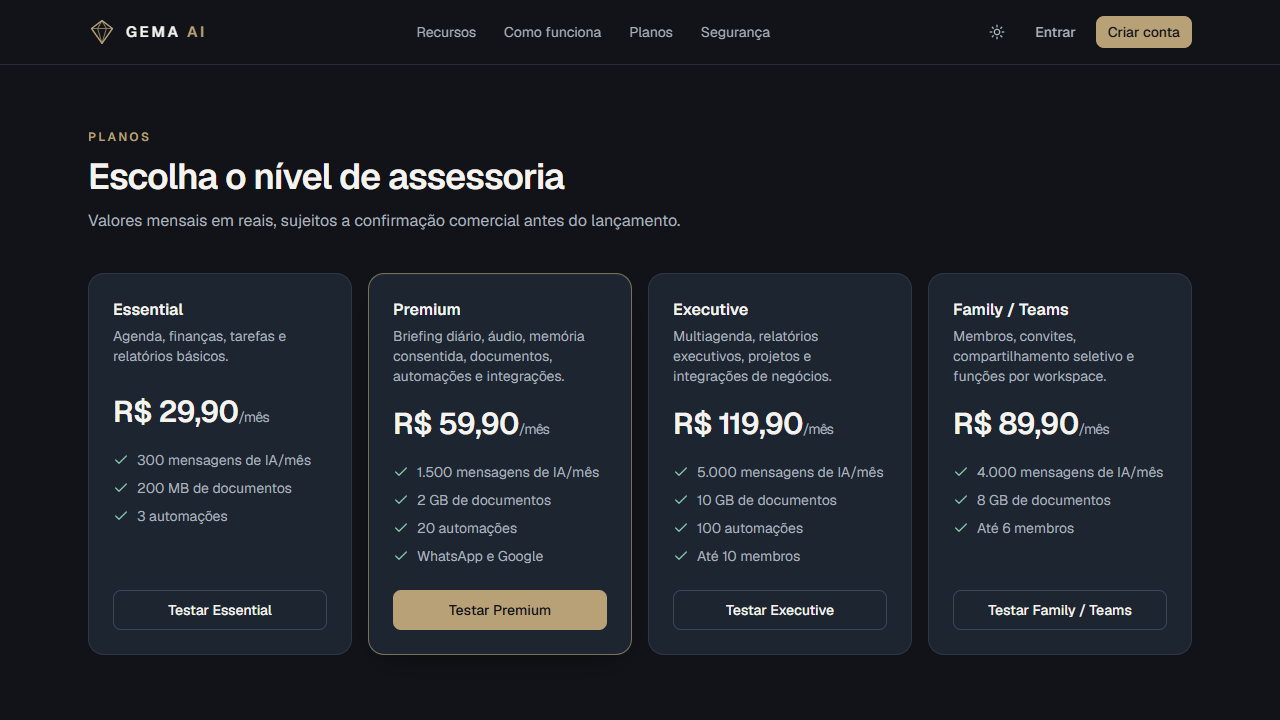 GEMA AI
Recursos
Como funciona
Planos
Segurança
Entrar
Criar conta
PLANOS
Escolha o nível de assessoria
Valores mensais em reais, sujeitos a confirmação comercial antes do lançamento.
Essential
Agenda, finanças, tarefas e
relatórios básicos.
R$ 29,90/mês
300 mensagens de IA/mês
200 MB de documentos
3 automações
Testar Essential
Premium
Briefing diário, áudio, memória
consentida, documentos,
automações e integrações.
R$ 59,90/mês
1.500 mensagens de IA/mês
2 GB de documentos
20 automações
WhatsApp e Google
Testar Premium
Executive
Multiagenda, relatórios
executivos, projetos e
integrações de negócios.
R$ 119,90/mês
5.000 mensagens de IA/mês
10 GB de documentos
100 automações
Até 10 membros
Testar Executive
Family / Teams
Membros, convites,
compartilhamento seletivo e
funções por workspace.
R$ 89,90/mês
4.000 mensagens de IA/mês
8 GB de documentos
Até 6 membros
Testar Family / Teams